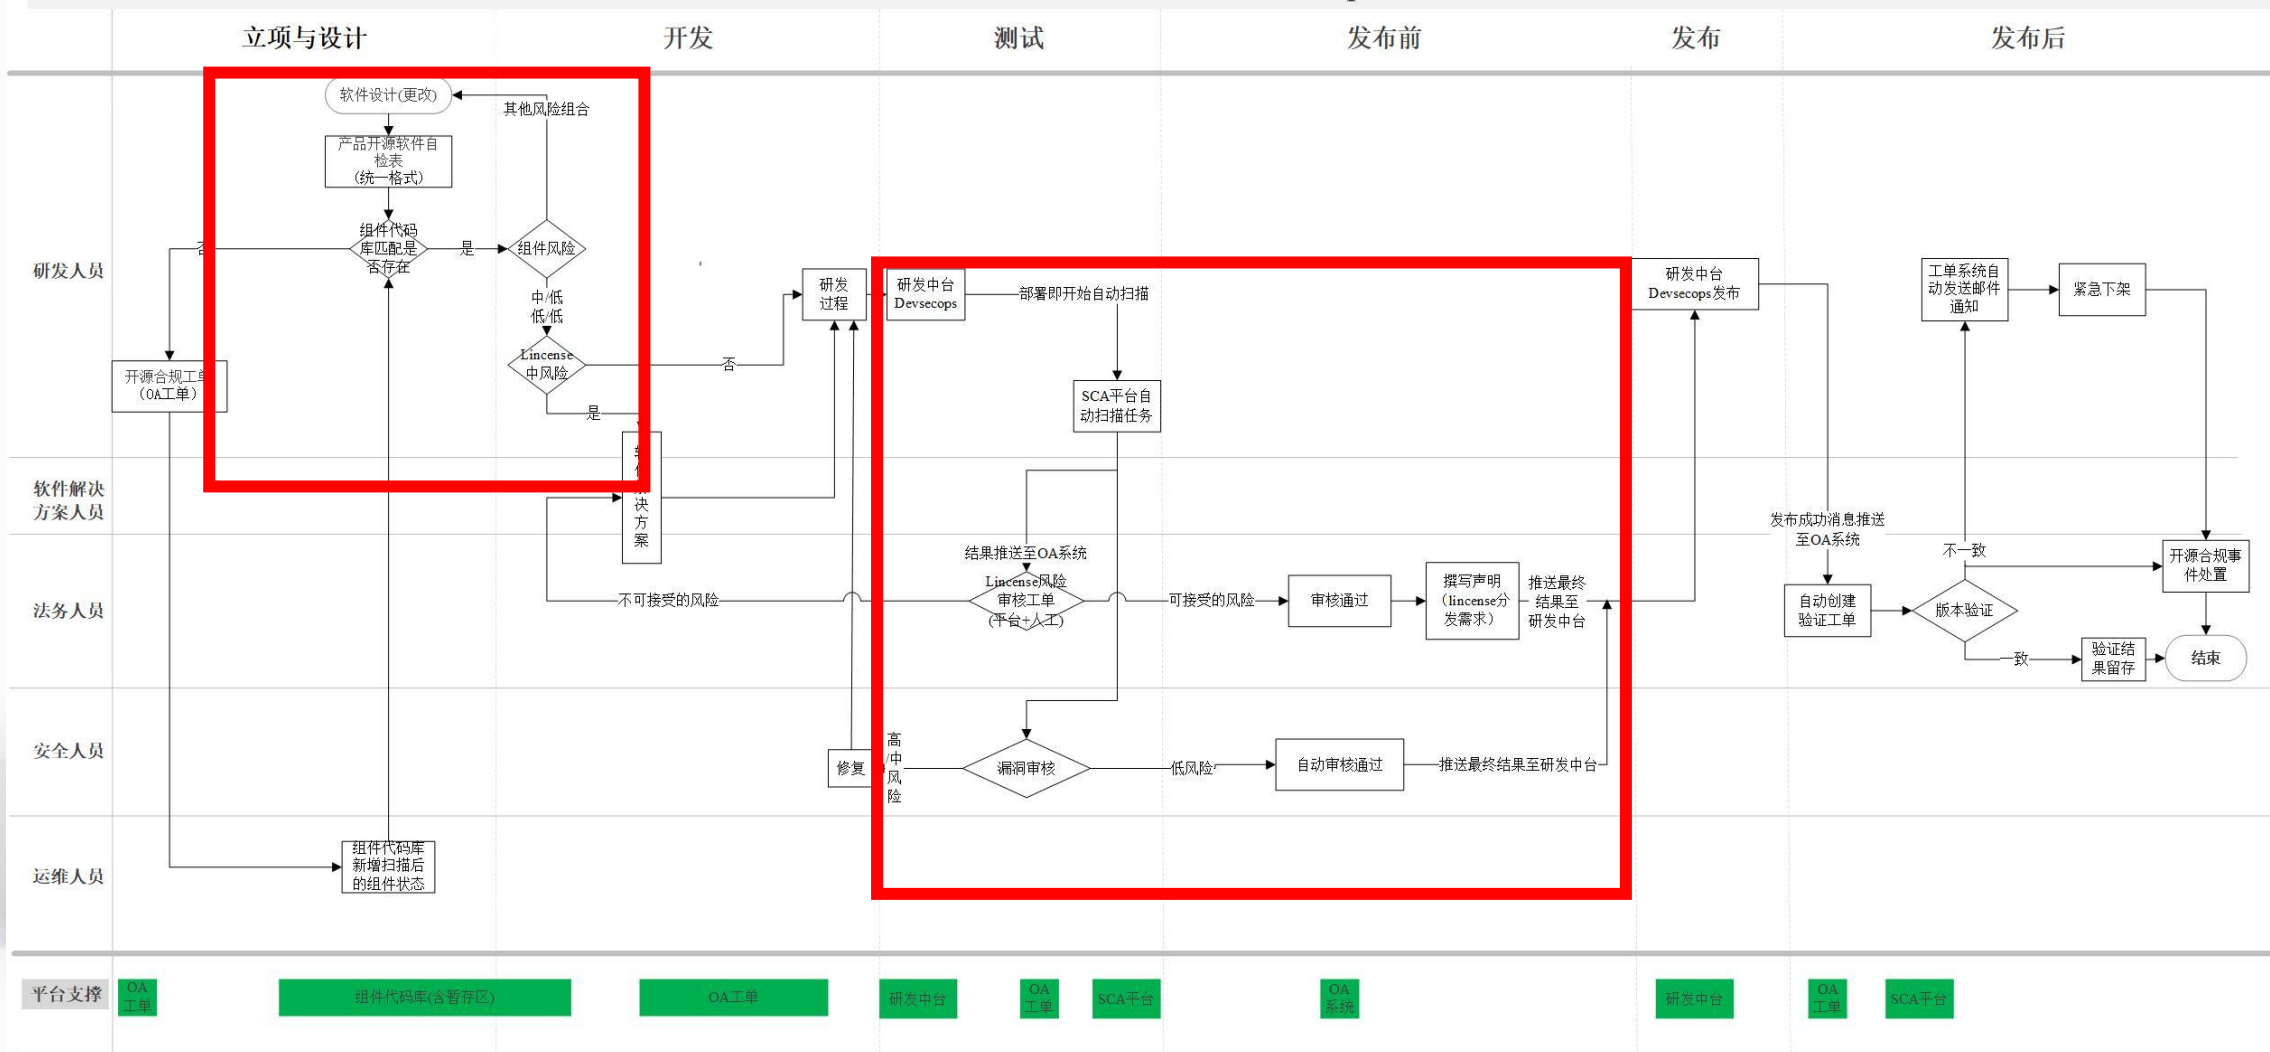 立项与设计
开发
测试
发布前
发布
发布后
研发人员
软件解决
方案人员
法务人员
安全人员
运维人员
软件设计(更改)
其他风险组合
产品开源软件自
检表
(统一格式)
组件代码
库匹配是
否存在
否
是
组件风险
中/低
低/低
Lincense
中风险
否
是
开源合规工单
(OA工单)
决
方
案
研发
过程
研发中台
Devsecops
部署即开始自动扫描
SCA平台自
动扫描任务
结果推送至OA系统
Lincense风险
审核工单
(平台+人工)
不可接受的风险
可接受的风险
审核通过
撰写声明
(lincense分
发需求)
推送最终
结果至
研发中台
修复
高
/中
风
险
漏洞审核
低风险
自动审核通过
推送最终结果至研发中台
研发中台
Devsecops发布
发布成功消息推送
至OA系统
自动创建
验证工单
版本验证
不一致
一致
工单系统自
动发送邮件
通知
紧急下架
开源合规事
件处置
验证结
果留存
结束
组件代码库
新增扫描后
的组件状态
平台支撑
OA
工单
组件代码库(含暂存区)
OA工单
研发中台
OA
工单
SCA平台
OA
系统
研发中台
OA
工单
SCA平台